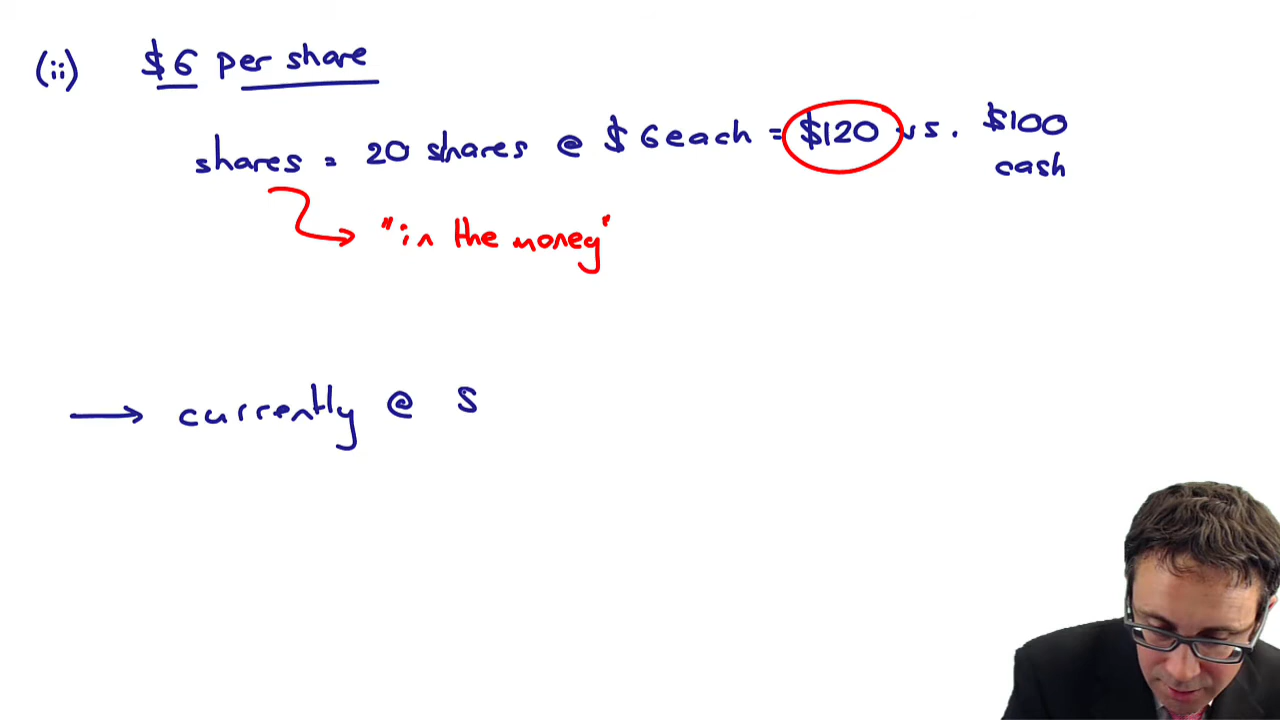 (ii) $6 per share
shares = 20 shares @ $6 each = $120 vs. $100
cash
"in the money"
→ currently @ S